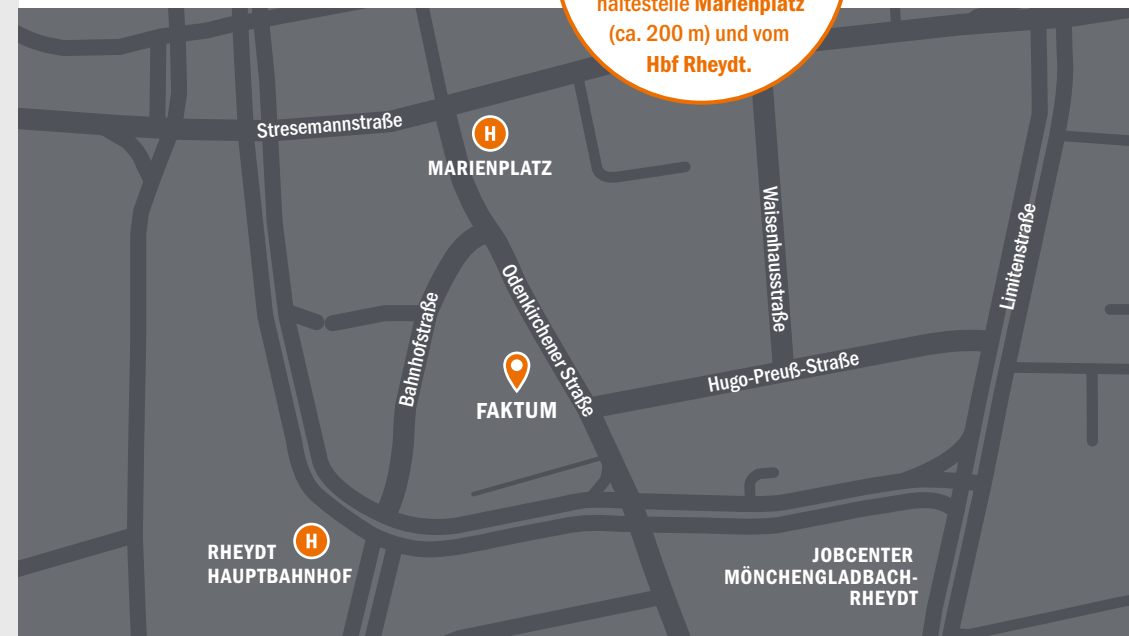 haltestelle Marienplatz
(ca. 200 m) und vom
Hbf Rheydt.
Stresemannstraße
H
MARIENPLATZ
Waisenhausstraße
Limitenstraße
Odenkirchener Straße
Bahnhofstraße
Hugo-Preuß-Straße
FAKTUM
H
RHEYDT
HAUPTBAHNHOF
JOBCENTER
MÖNCHENGLADBACH-
RHEYDT